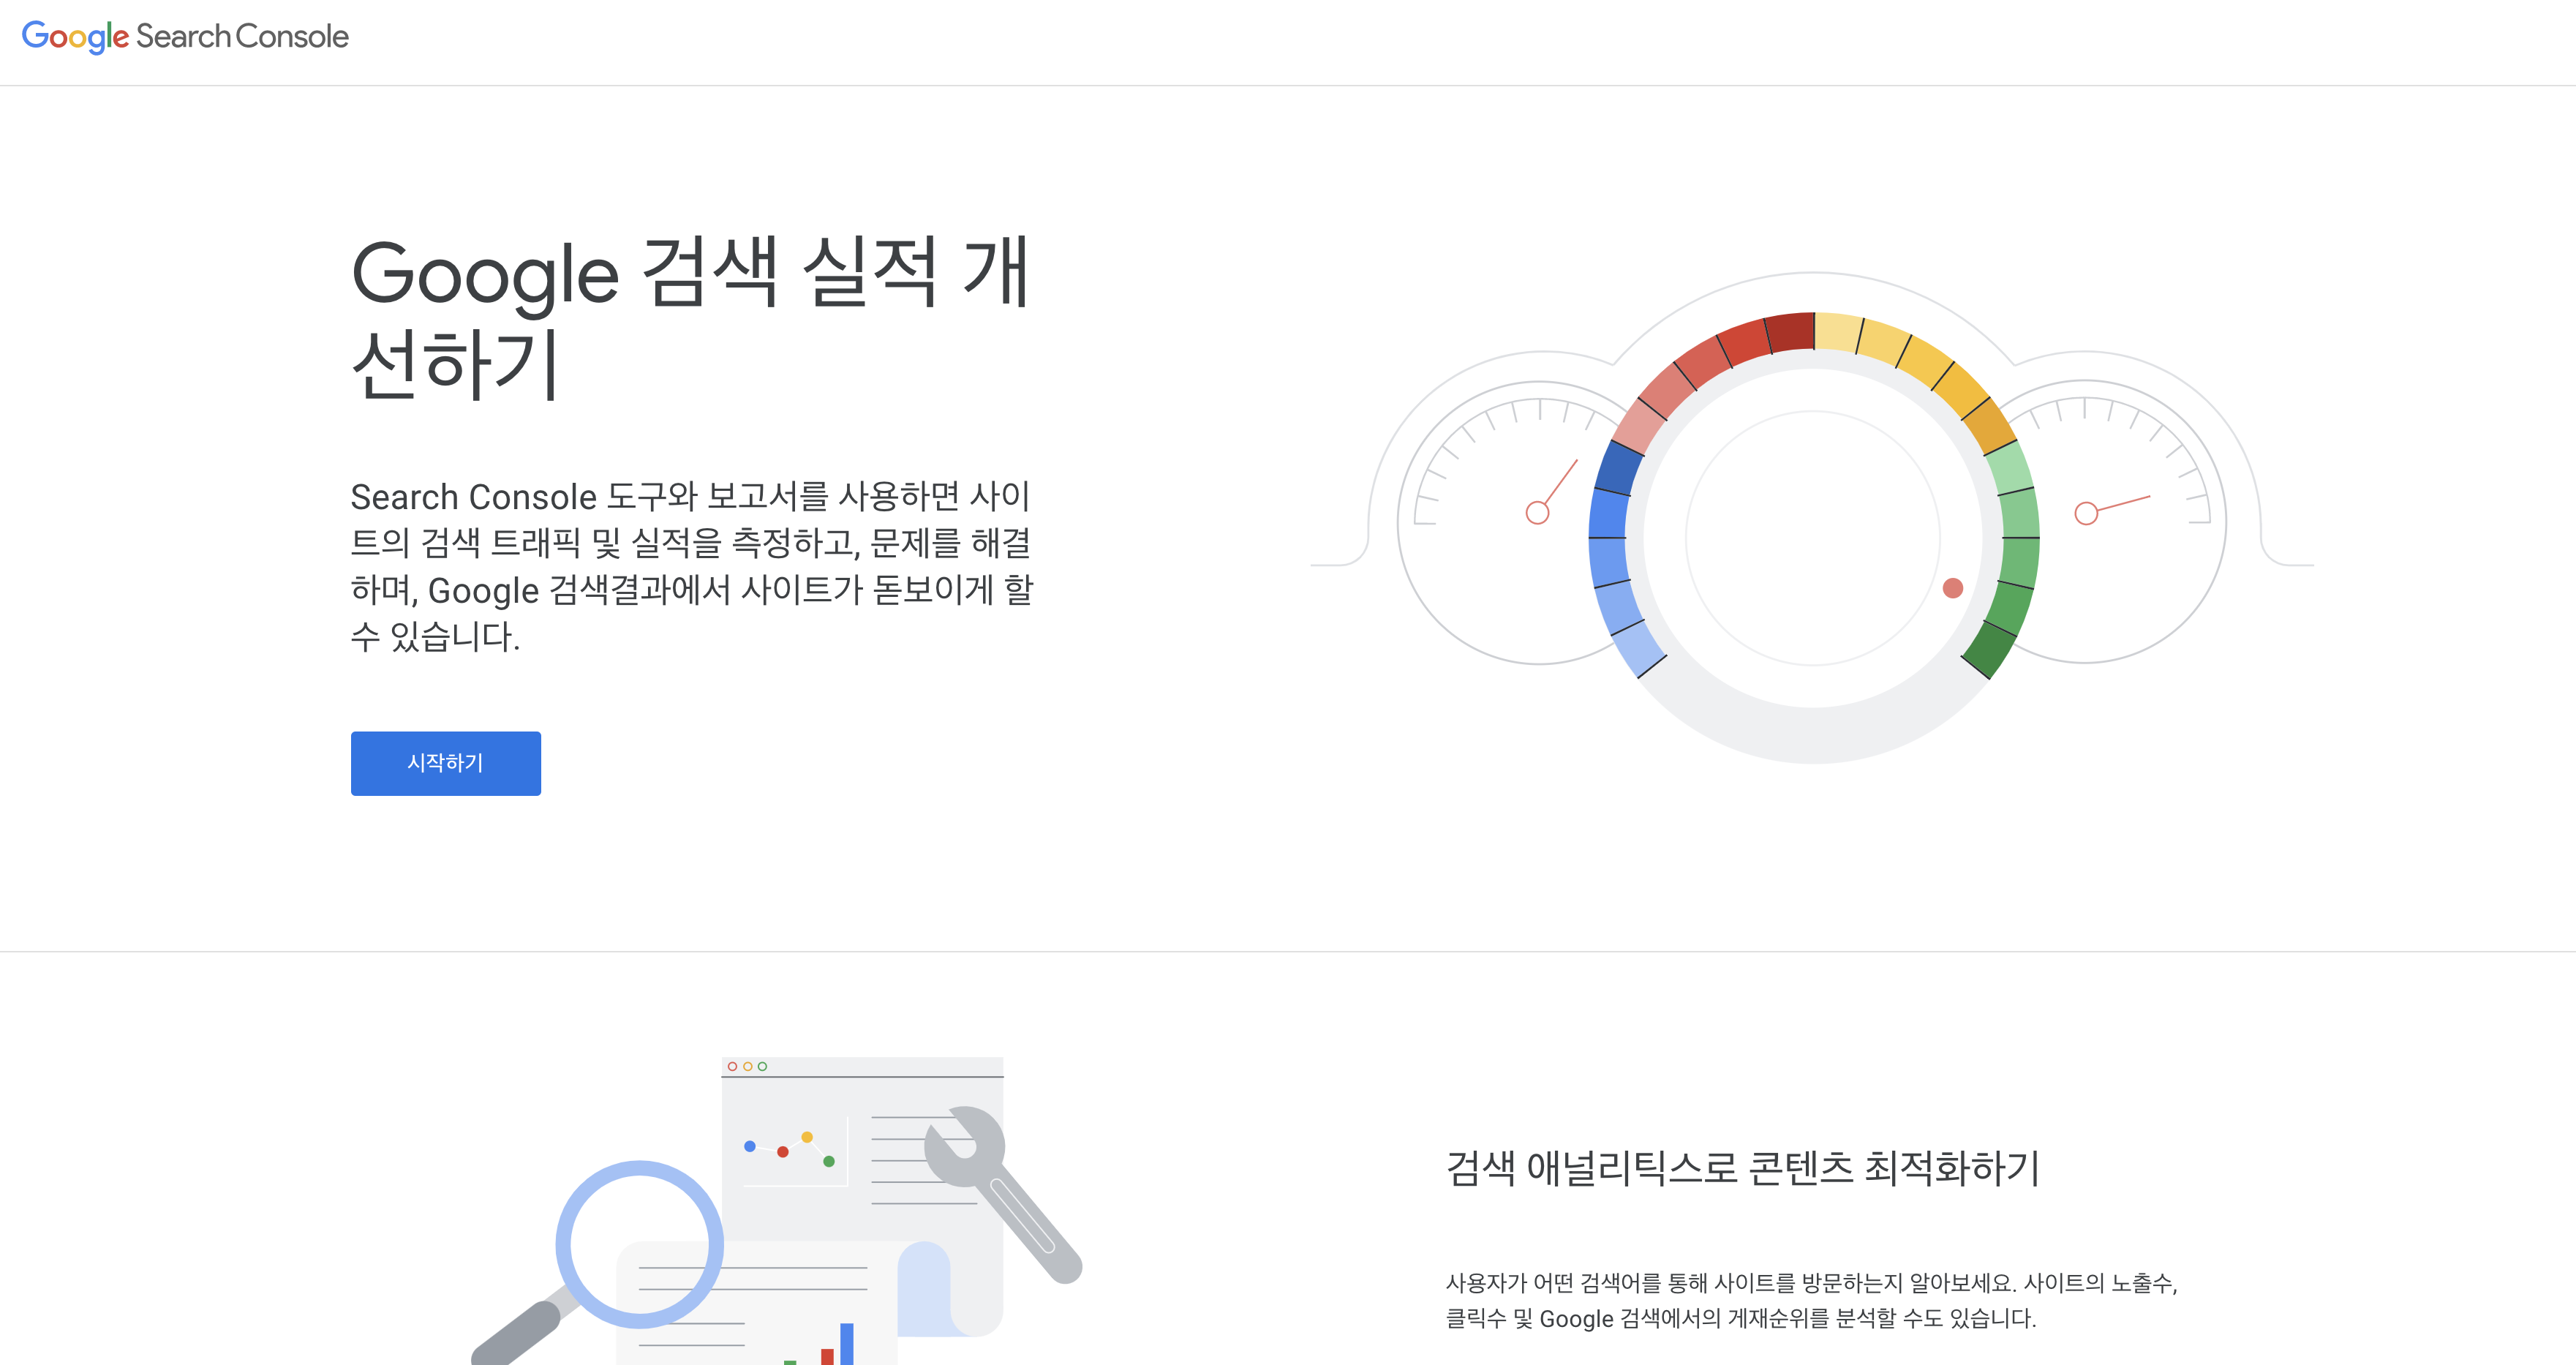 Google Search Console
Google 검색 실적 개
선하기
Search Console 도구와 보고서를 사용하면 사이
트의 검색 트래픽 및 실적을 측정하고, 문제를 해결
하며, Google 검색결과에서 사이트가 돋보이게 할
수 있습니다.
시작하기
검색 애널리틱스로 콘텐츠 최적화하기
사용자가 어떤 검색어를 통해 사이트를 방문하는지 알아보세요. 사이트의 노출수,
클릭수 및 Google 검색에서의 게재순위를 분석할 수도 있습니다.